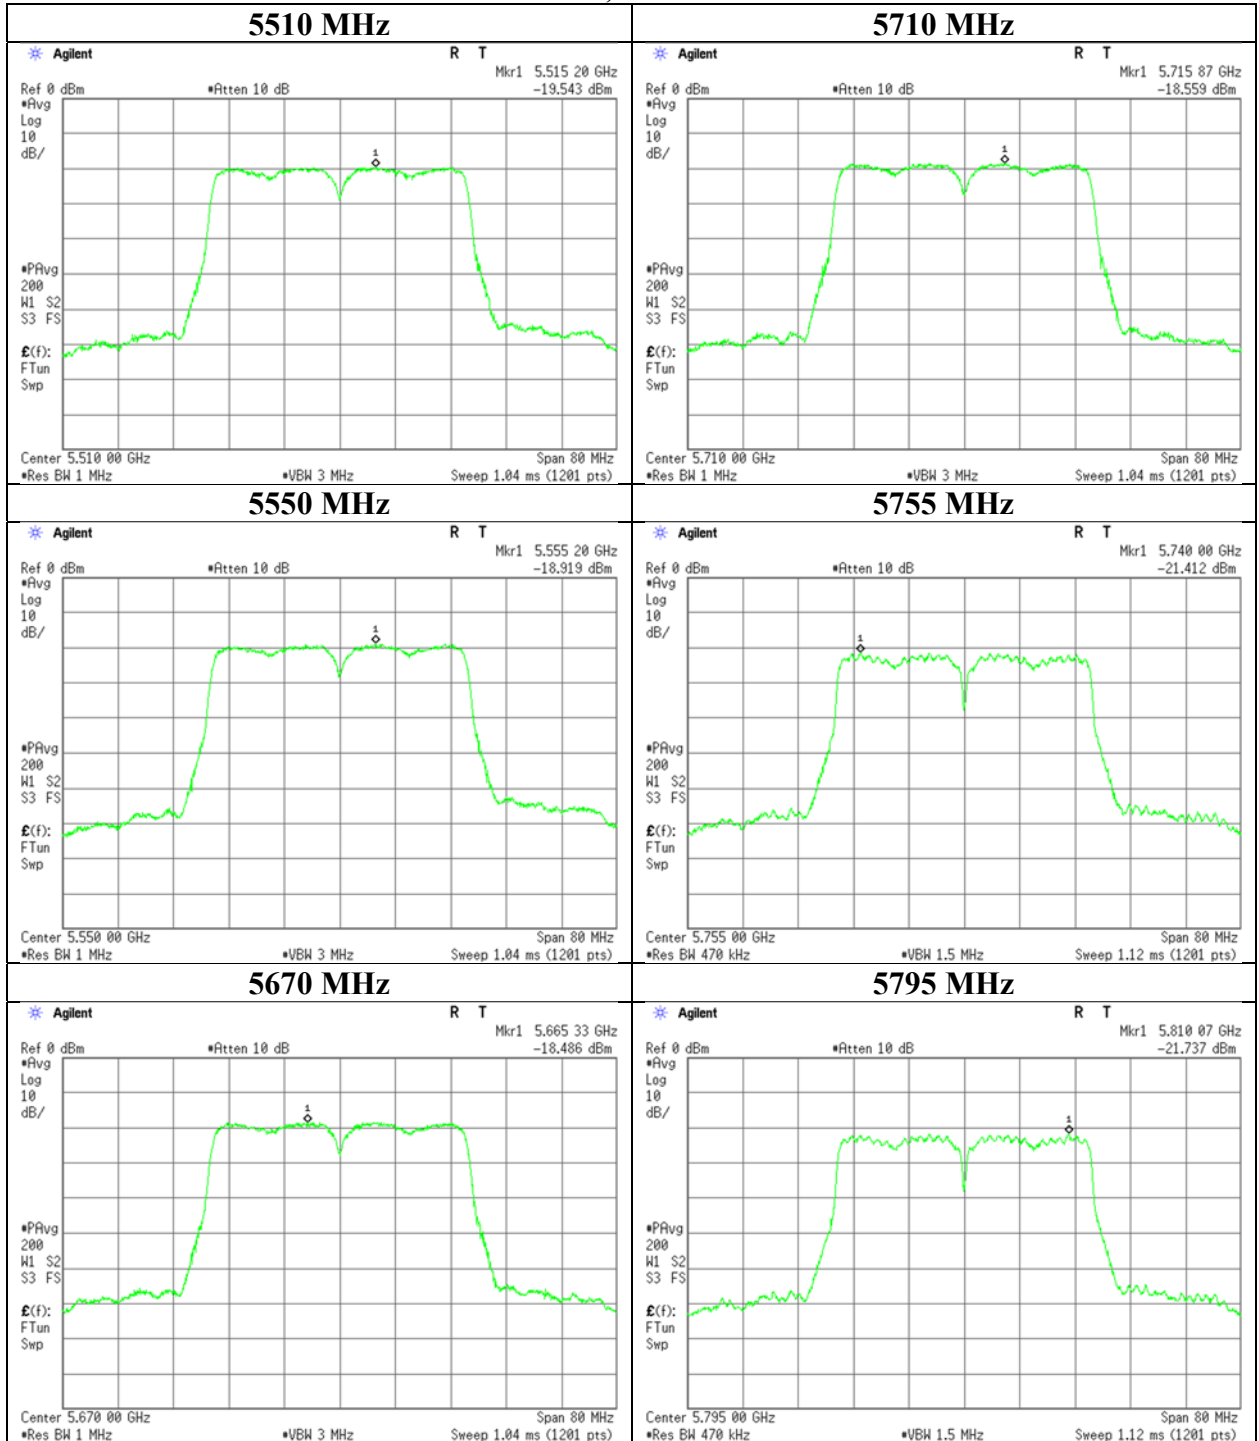 5510 MHz
Agilent R T
Mkr1 5.515 20 GHz
Ref 0 dBm #Atten 10 dB -19.543 dBm
#Avg
Log
10
dB/
1
#PAvg
200
W1 S2
S3 FS
£(f):
FTun
Swp
Center 5.510 00 GHz Span 80 MHz
#Res BW 1 MHz #VBW 3 MHz Sweep 1.04 ms (1201 pts)
5710 MHz
Agilent R T
Mkr1 5.715 87 GHz
Ref 0 dBm #Atten 10 dB -18.559 dBm
#Avg
Log
10
dB/
1
#PAvg
200
W1 S2
S3 FS
£(f):
FTun
Swp
Center 5.710 00 GHz Span 80 MHz
#Res BW 1 MHz #VBW 3 MHz Sweep 1.04 ms (1201 pts)
5550 MHz
Agilent R T
Mkr1 5.555 20 GHz
Ref 0 dBm #Atten 10 dB -18.919 dBm
#Avg
Log
10
dB/
1
#PAvg
200
W1 S2
S3 FS
£(f):
FTun
Swp
Center 5.550 00 GHz Span 80 MHz
#Res BW 1 MHz #VBW 3 MHz Sweep 1.04 ms (1201 pts)
5755 MHz
Agilent R T
Mkr1 5.740 00 GHz
Ref 0 dBm #Atten 10 dB -21.412 dBm
#Avg
Log
10
dB/
1
#PAvg
200
W1 S2
S3 FS
£(f):
FTun
Swp
Center 5.755 00 GHz Span 80 MHz
#Res BW 470 kHz #VBW 1.5 MHz Sweep 1.12 ms (1201 pts)
5670 MHz
Agilent R T
Mkr1 5.665 33 GHz
Ref 0 dBm #Atten 10 dB -18.486 dBm
#Avg
Log
10
dB/
1
#PAvg
200
W1 S2
S3 FS
£(f):
FTun
Swp
Center 5.670 00 GHz Span 80 MHz
#Res BW 1 MHz #VBW 3 MHz Sweep 1.04 ms (1201 pts)
5795 MHz
Agilent R T
Mkr1 5.810 07 GHz
Ref 0 dBm #Atten 10 dB -21.737 dBm
#Avg
Log
10
dB/
1
#PAvg
200
W1 S2
S3 FS
£(f):
FTun
Swp
Center 5.795 00 GHz Span 80 MHz
#Res BW 470 kHz #VBW 1.5 MHz Sweep 1.12 ms (1201 pts)